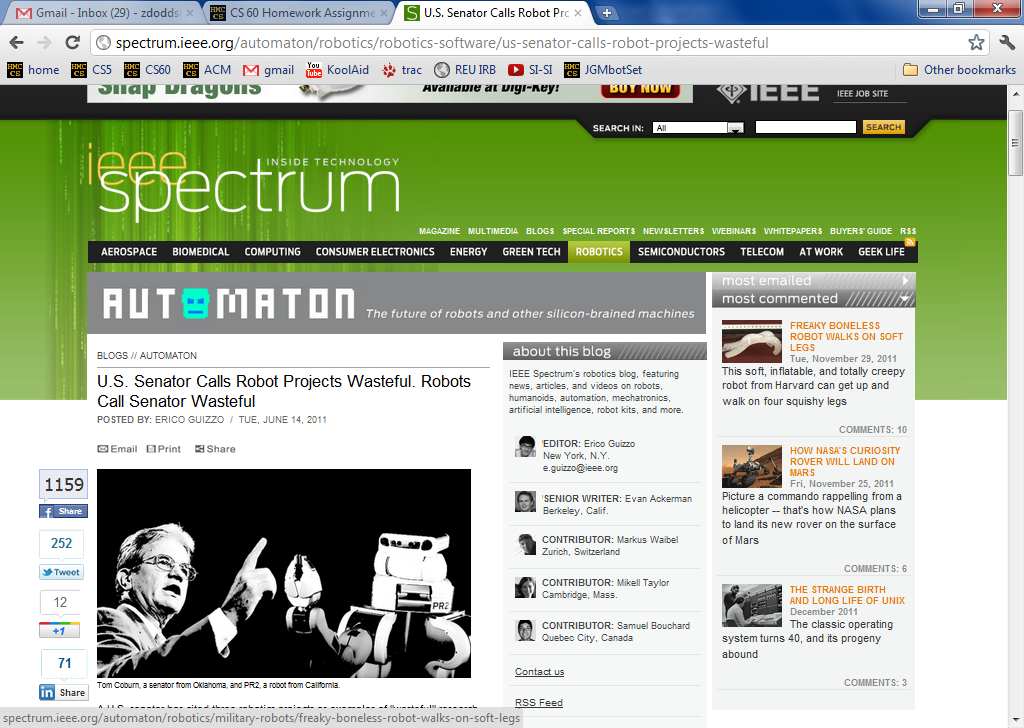 Gmail - Inbox (29) - zdodds
CS 60 Homework Assignme
U.S. Senator Calls Robot Pro
spectrum.ieee.org/automaton/robotics/robotics-software/us-senator-calls-robot-projects-wasteful
home CS5 CS60 ACM gmail KoolAid trac REU IRB SI-SI JGMbotSet Other bookmarks
Snap Dragons Available at Digi-Key! BUY NOW IEEE IEEE JOB SITE
SEARCH IN: All SEARCH
ieee
INSIDE TECHNOLOGY
spectrum
MAGAZINE MULTIMEDIA BLOGS SPECIAL REPORTS NEWSLETTERS WEBINARS WHITEPAPERS BUYERS' GUIDE RSS
AEROSPACE BIOMEDICAL COMPUTING CONSUMER ELECTRONICS ENERGY GREEN TECH ROBOTICS SEMICONDUCTORS TELECOM AT WORK GEEK LIFE
AUTOMATON The future of robots and other silicon-brained machines
BLOGS // AUTOMATON
U.S. Senator Calls Robot Projects Wasteful. Robots
Call Senator Wasteful
POSTED BY: ERICO GUIZZO / TUE, JUNE 14, 2011
Email Print Share
1159
Share
252
Tweet
12
+1
71
Share
PR2
Tom Coburn, a senator from Oklahoma, and PR2, a robot from California.
about this blog
IEEE Spectrum's robotics blog, featuring
news, articles, and videos on robots,
humanoids, automation, mechatronics,
artificial intelligence, robot kits, and more.
EDITOR: Erico Guizzo
New York, N.Y.
e.guizzo@ieee.org
SENIOR WRITER: Evan Ackerman
Berkeley, Calif.
CONTRIBUTOR: Markus Waibel
Zurich, Switzerland
CONTRIBUTOR: Mikell Taylor
Cambridge, Mass.
CONTRIBUTOR: Samuel Bouchard
Quebec City, Canada
Contact us
RSS Feed
most emailed
most commented
FREAKY BONELESS
ROBOT WALKS ON SOFT
LEGS
Tue, November 29, 2011
This soft, inflatable, and totally creepy
robot from Harvard can get up and
walk on four squishy legs
COMMENTS: 10
HOW NASA'S CURIOSITY
ROVER WILL LAND ON
MARS
Fri, November 25, 2011
Picture a commando rappelling from a
helicopter -- that's how NASA plans
to land its new rover on the surface
of Mars
COMMENTS: 6
THE STRANGE BIRTH
AND LONG LIFE OF UNIX
December 2011
The classic operating
system turns 40, and its progeny
abound
COMMENTS: 3
spectrum.ieee.org/automaton/robotics/military-robots/freaky-boneless-robot-walks-on-soft-legs